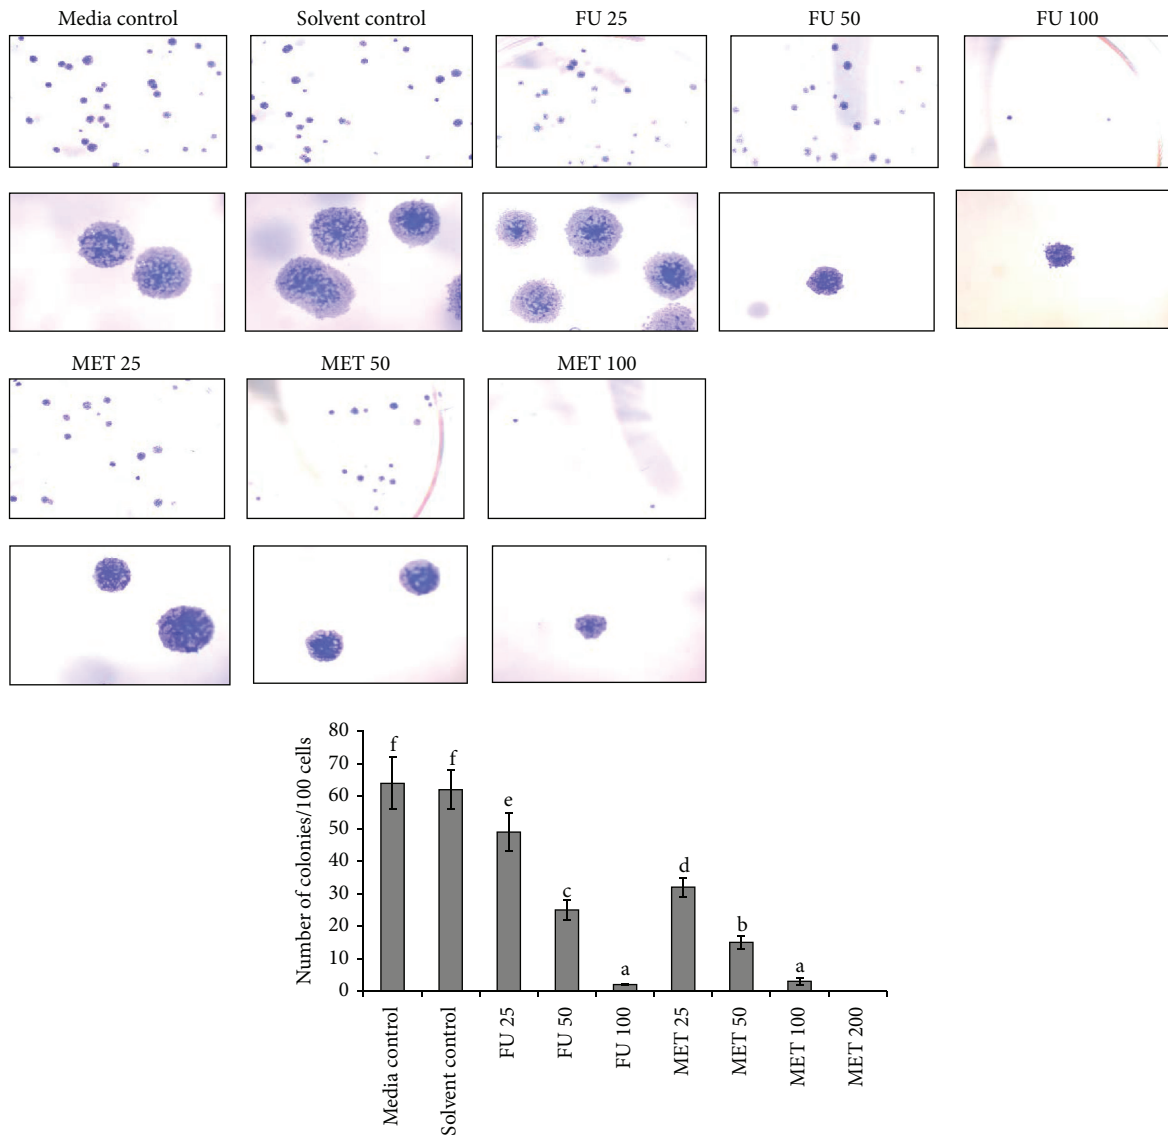 Media control
Solvent control
FU 25
FU 50
FU 100
MET 25
MET 50
MET 100
Number of colonies/100 cells
80
70
60
50
40
30
20
10
0
f
f
e
c
a
d
b
a
Media control
Solvent control
FU 25
FU 50
FU 100
MET 25
MET 50
MET 100
MET 200